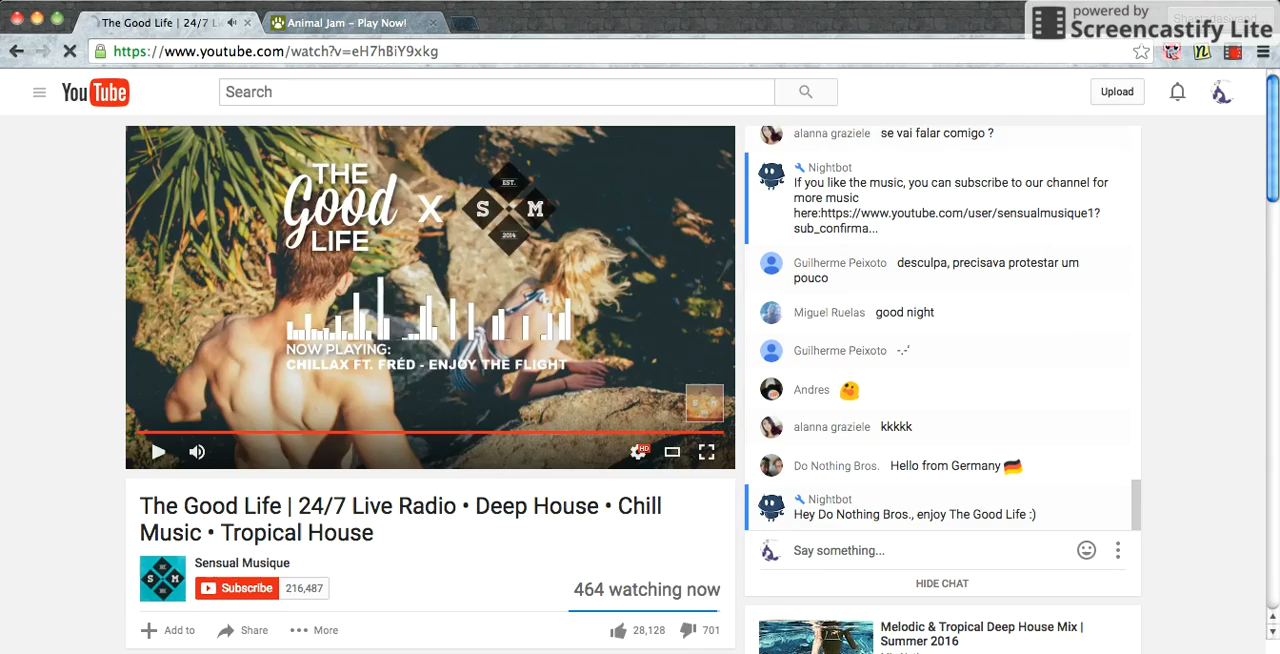 The Good Life | 24/7 Li
Animal Jam – Play Now!
powered by
Screencastify Lite
https://www.youtube.com/watch?v=eH7hBiY9xkg
YouTube
Search
Upload
THE
Good
LIFE
X
EST.
S M
2014
NOW PLAYING:
CHILLAX FT. FRÉD - ENJOY THE FLIGHT
HD
alanna graziele se vai falar comigo ?
Nightbot
If you like the music, you can subscribe to our channel for
more music
here:https://www.youtube.com/user/sensualmusique1?
sub_confirma...
Guilherme Peixoto desculpa, precisava protestar um
pouco
Miguel Ruelas good night
Guilherme Peixoto -.-'
Andres
alanna graziele kkkkk
Do Nothing Bros. Hello from Germany
Nightbot
Hey Do Nothing Bros., enjoy The Good Life :)
Say something...
HIDE CHAT
The Good Life | 24/7 Live Radio • Deep House • Chill
Music • Tropical House
S M
Sensual Musique
Subscribe 216,487
464 watching now
Add to Share More
28,128 701
Melodic & Tropical Deep House Mix |
Summer 2016